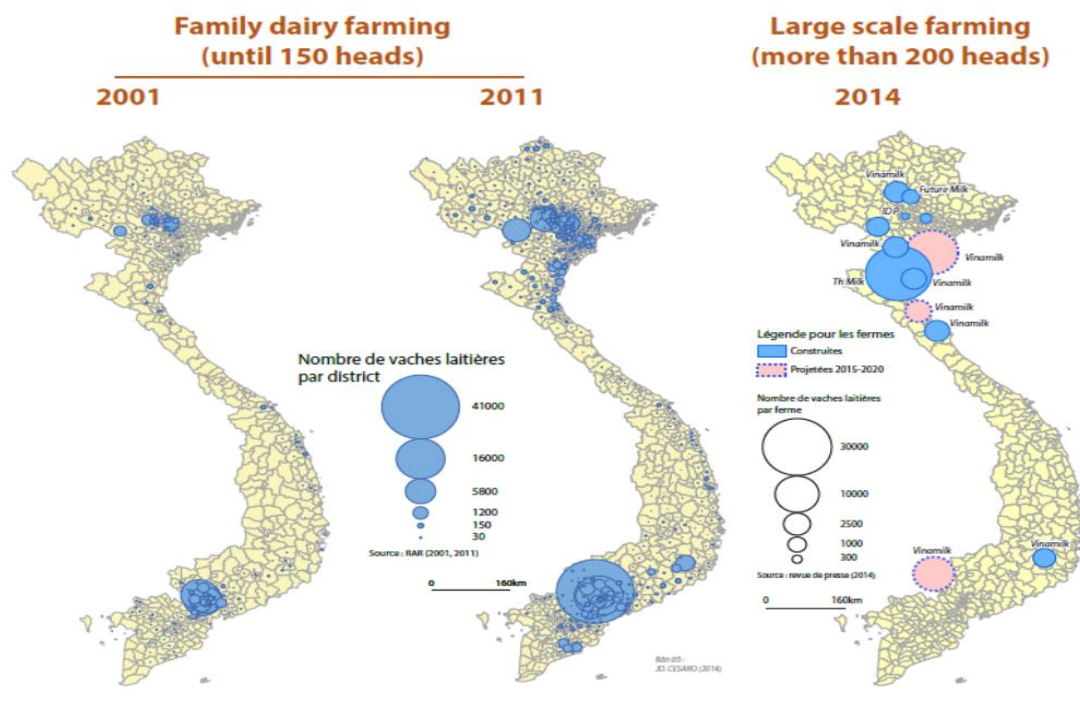 Family dairy farming
(until 150 heads)
Large scale farming
(more than 200 heads)
2001
2011
2014
Nombre de vaches laitières
par district
41000
16000
5800
1200
150
30
Source : RAR (2001, 2011)
0 160km
Bản đồ :
JD. CESARO (2014)
Vinamilk
Future Milk
IDP
Vinamilk
Vinamilk
Th Milk
Vinamilk
Vinamilk
Vinamilk
Légende pour les fermes
Construites
Projetées 2015-2020
Nombre de vaches laitières
par ferme
30000
10000
2500
1000
300
Source : revue de presse (2014)
0 160km
Vinamilk
Vinamilk